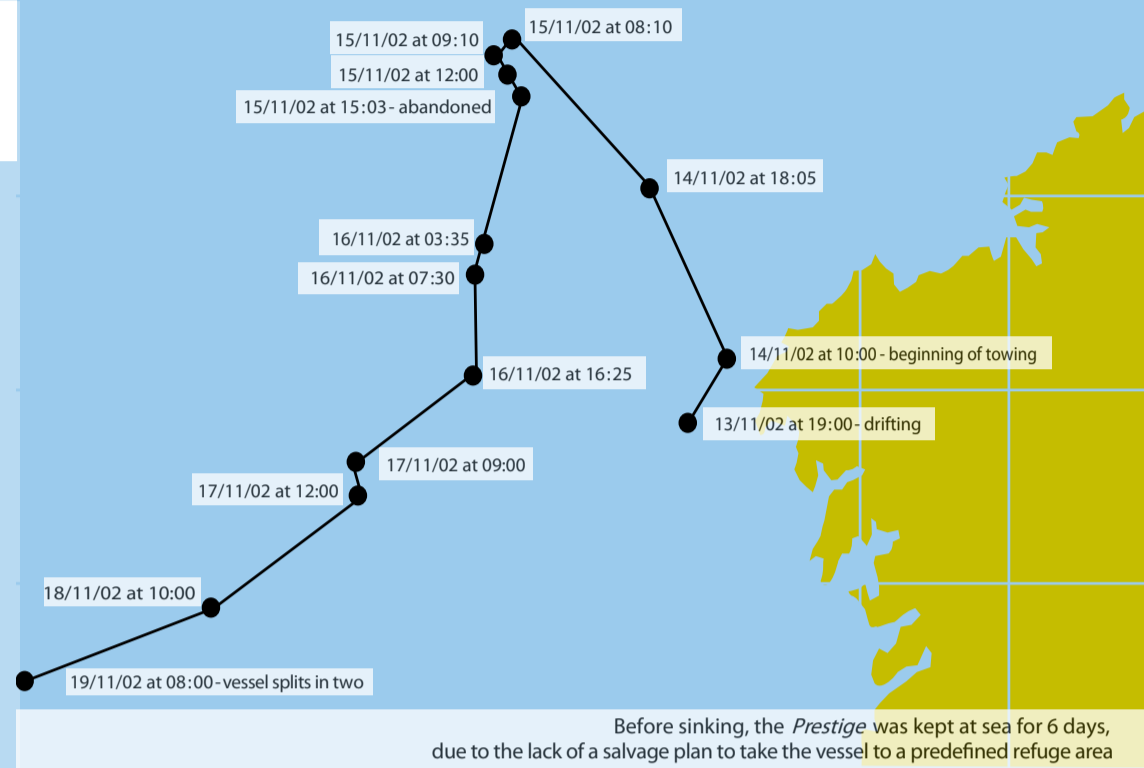 15/11/02 at 08:10
15/11/02 at 09:10
15/11/02 at 12:00
15/11/02 at 15:03 - abandoned
14/11/02 at 18:05
16/11/02 at 03:35
16/11/02 at 07:30
14/11/02 at 10:00 - beginning of towing
16/11/02 at 16:25
13/11/02 at 19:00 - drifting
17/11/02 at 09:00
17/11/02 at 12:00
18/11/02 at 10:00
19/11/02 at 08:00 - vessel splits in two
Before sinking, the Prestige was kept at sea for 6 days,
due to the lack of a salvage plan to take the vessel to a predefined refuge area